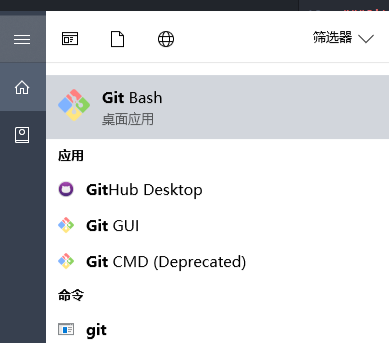 筛选器
Git Bash
桌面应用
应用
GitHub Desktop
Git GUI
Git CMD (Deprecated)
命令
git